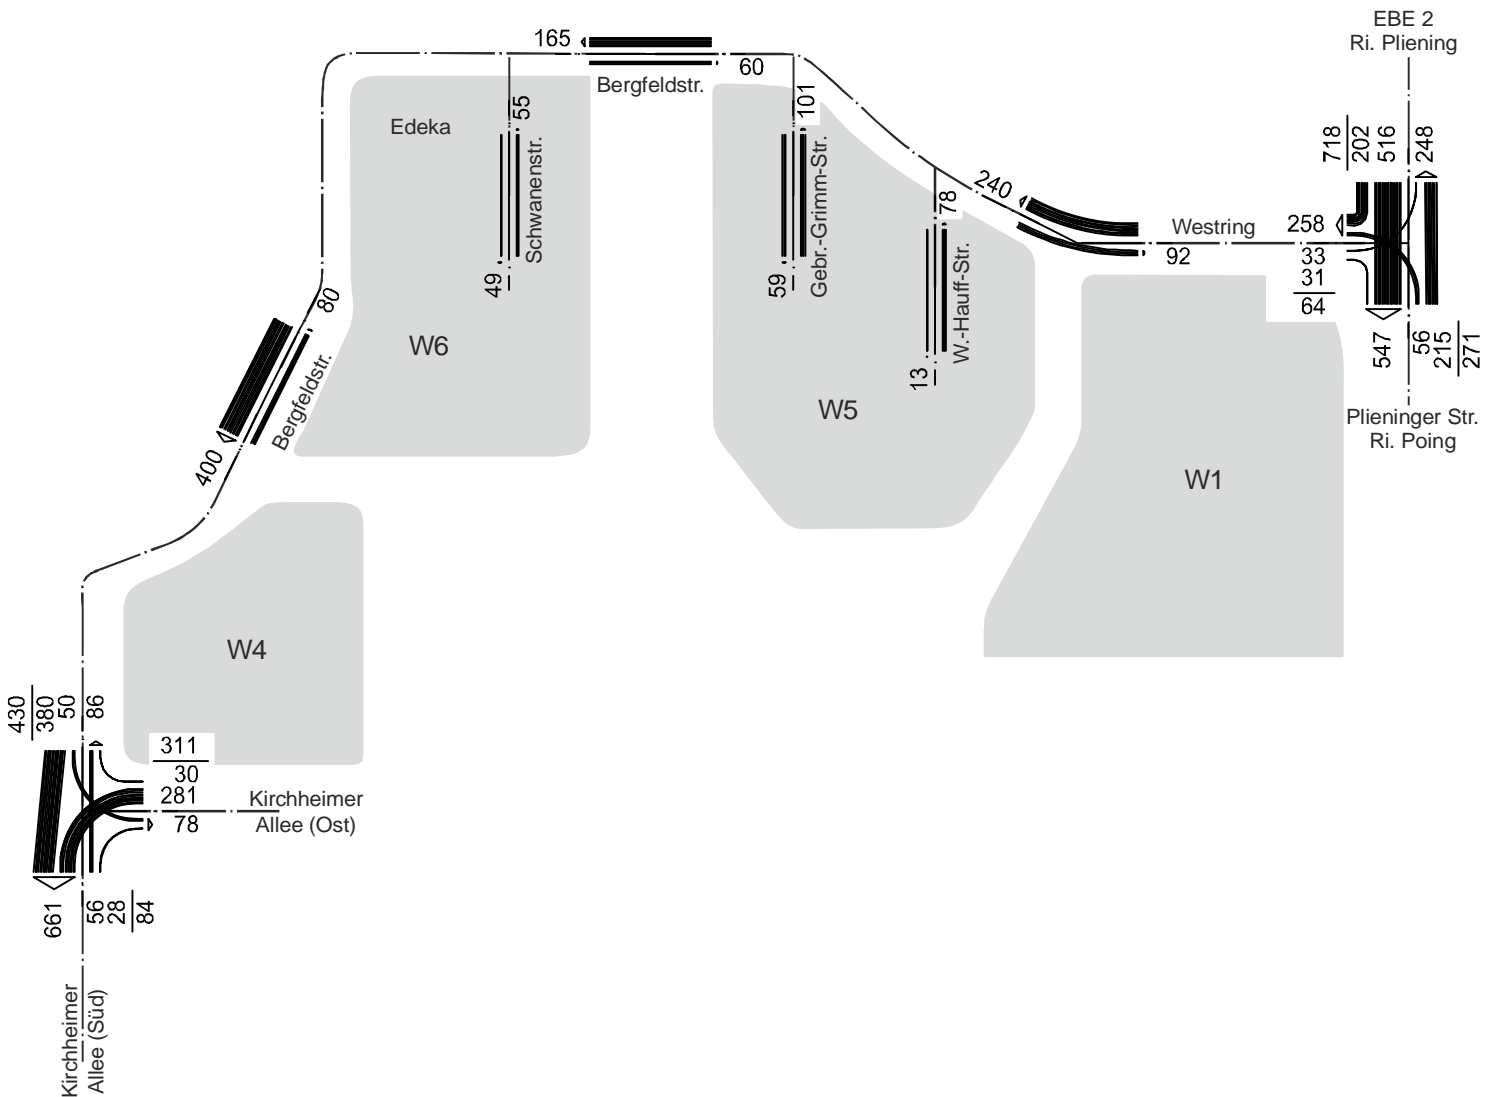 EBE 2
Ri. Pliening
165
60
Bergfeldstr.
Edeka
55
Schwanenstr.
49
101
Gebr.-Grimm-Str.
59
240
78
W.-Hauff-Str.
13
Westring
92
718
202
516
248
258
33
31
64
547
56
215
271
Plieninger Str.
Ri. Poing
80
Bergfeldstr.
400
W6
W5
W1
W4
430
380
50
86
311
30
281
78
Kirchheimer
Allee (Ost)
661
56
28
84
Kirchheimer
Allee (Süd)